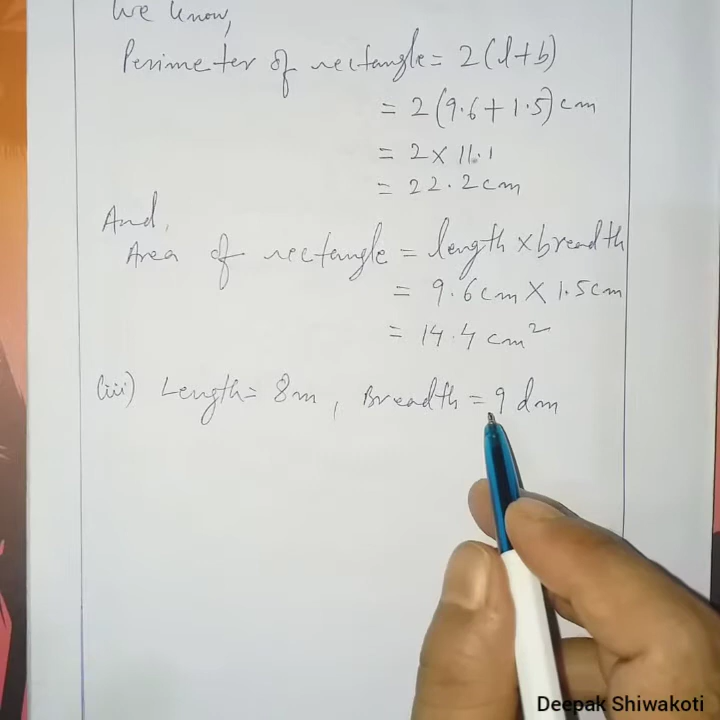 We know,
Perimeter of rectangle = 2(l+b)
= 2(9.6+1.5) cm
= 2 × 11.1
= 22.2 cm
And,
Area of rectangle = length × breadth
= 9.6 cm × 1.5 cm
= 14.4 cm²
(iii) Length = 8m, Breadth = 9 dm
Deepak Shiwakoti